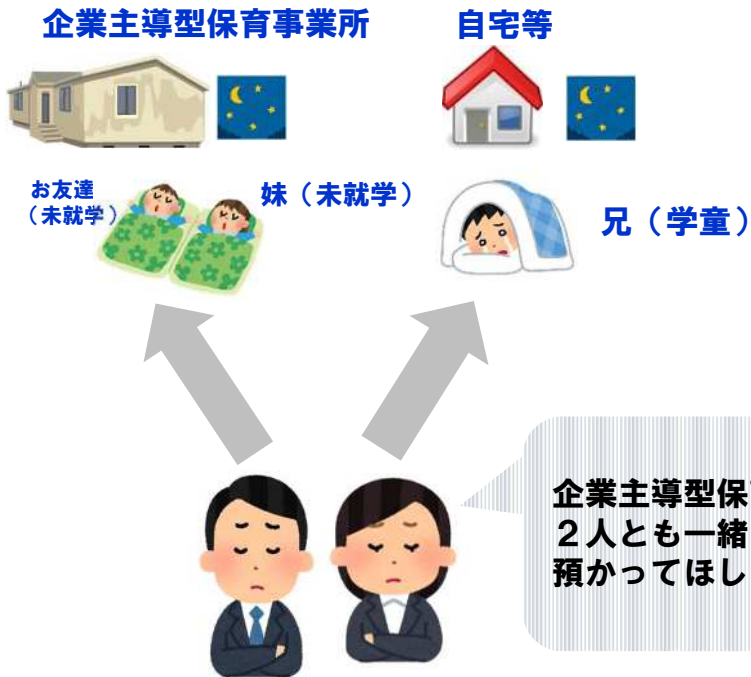 企業主導型保育事業所
自宅等
お友達
（未就学）
妹（未就学）
兄（学童）
企業主導型保
２人とも一緒
預かってほし